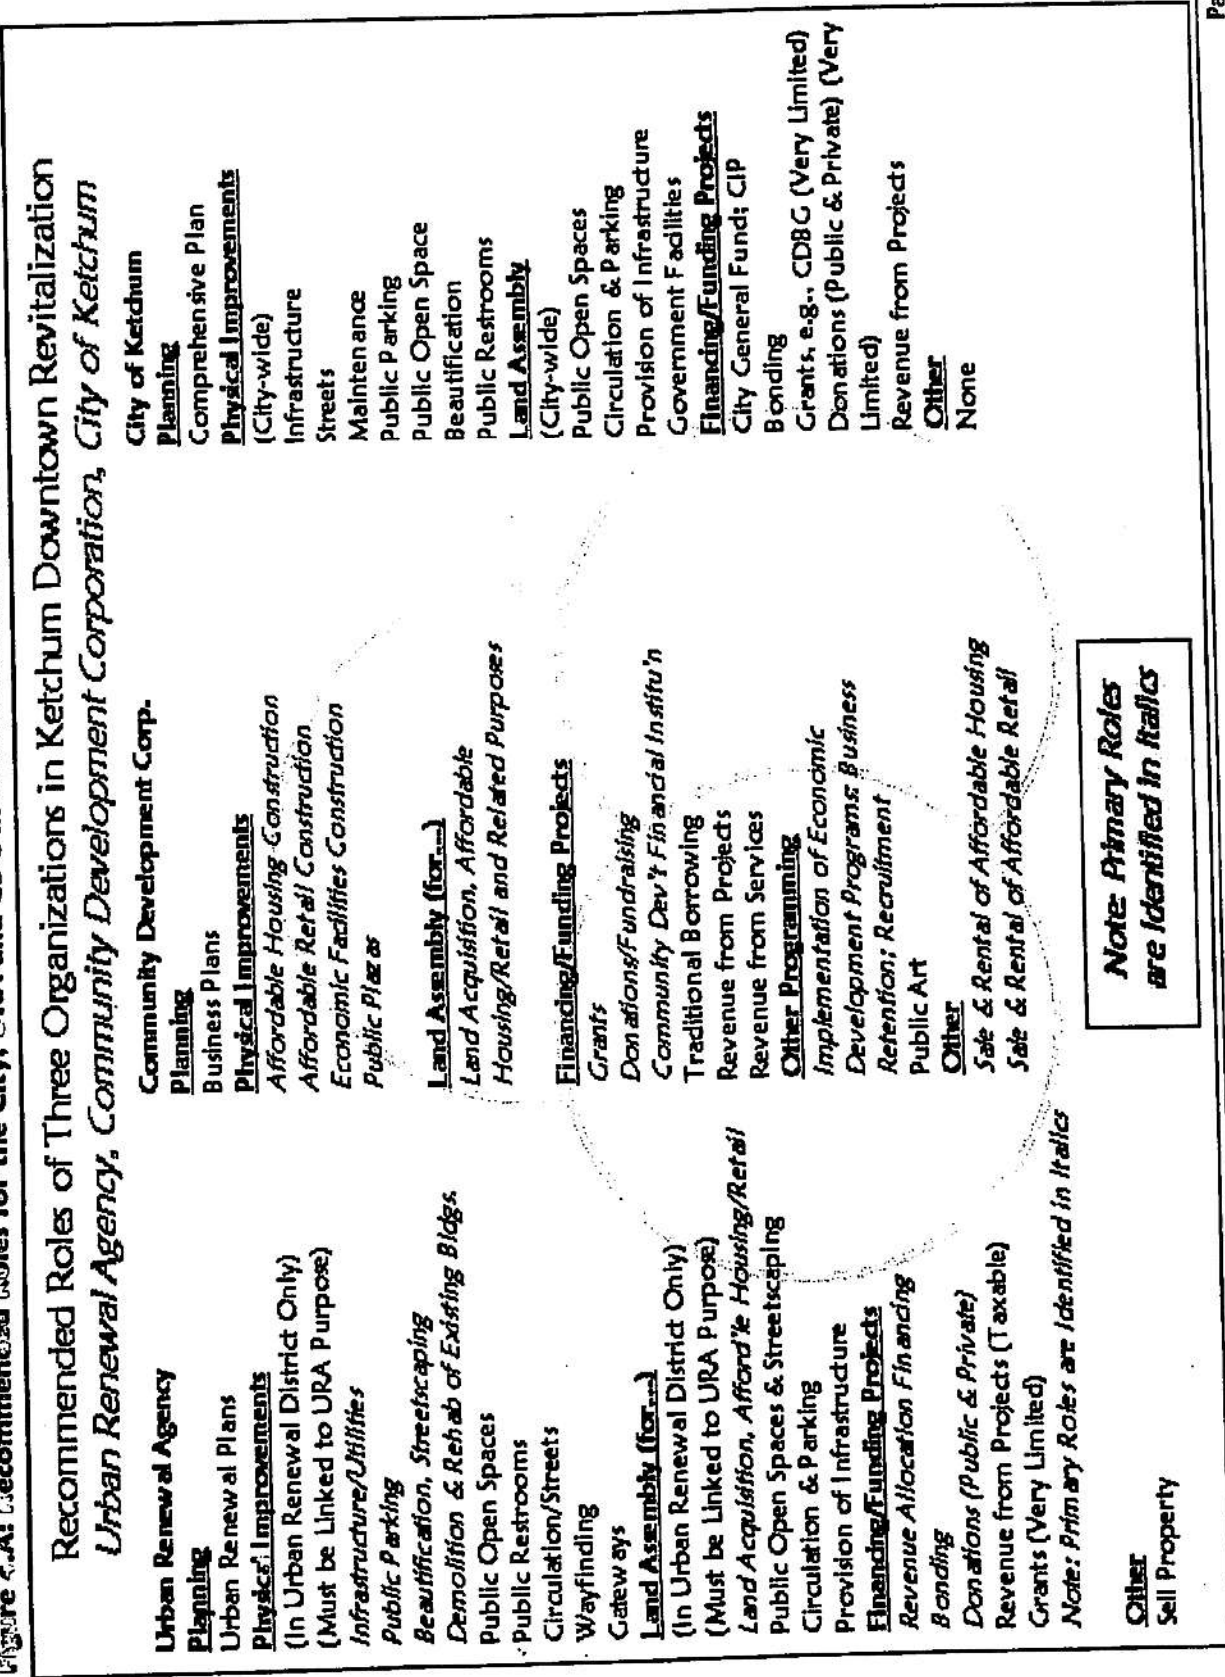 Recommended Roles for the City,
Recommended Roles of Three Organizations in Ketchum Downtown Revitalization
Urban Renewal Agency, Community Development Corporation, City of Ketchum
Urban Renewal Agency
Planning
Urban Renewal Plans
Physical Improvements
(In Urban Renewal District Only)
(Must be Linked to URA Purpose)
Infrastructure/Utilities
Public Parking
Beautification, Streetscaping
Demolition & Rehab of Existing Bldgs.
Public Open Spaces
Public Restrooms
Circulation/Streets
Wayfinding
Gateways
Land Assembly (for....)
(In Urban Renewal District Only)
(Must be Linked to URA Purpose)
Land Acquisition, Afford'le Housing/Retail
Public Open Spaces & Streetscaping
Circulation & Parking
Provision of Infrastructure
Financing/Funding Projects
Revenue Allocation Financing
Bonding
Donations (Public & Private)
Revenue from Projects (Taxable)
Grants (Very Limited)
Note: Primary Roles are Identified in Italics
Other
Sell Property
Community Development Corp.
Planning
Business Plans
Physical Improvements
Affordable Housing Construction
Affordable Retail Construction
Economic Facilities Construction
Public Plazas
Land Assembly (for....)
Land Acquisition, Affordable
Housing/Retail and Related Purposes
Financing/Funding Projects
Grants
Donations/Fundraising
Community Dev't Financial Institu'n
Traditional Borrowing
Revenue from Projects
Revenue from Services
Other Programming
Implementation of Economic
Development Programs; Business
Retention; Recruitment
Public Art
Other
Sale & Rental of Affordable Housing
Sale & Rental of Affordable Retail
City of Ketchum
Planning
Comprehensive Plan
Physical Improvements
(City-wide)
Infrastructure
Streets
Maintenance
Public Parking
Public Open Space
Beautification
Public Restrooms
Land Assembly
(City-wide)
Public Open Spaces
Circulation & Parking
Provision of Infrastructure
Government Facilities
Financing/Funding Projects
City General Fund; CIP
Bonding
Grants, e.g., CDBG (Very Limited)
Donations (Public & Private) (Very
Limited)
Revenue from Projects
Other
None
Note: Primary Roles
are Identified in Italics